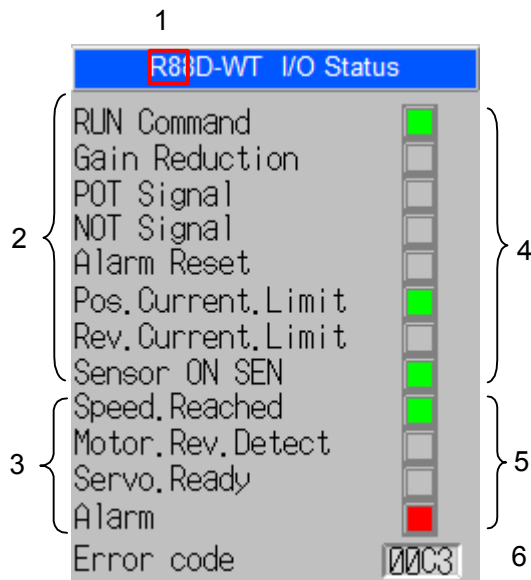 1
R88D-WT I/O Status
RUN Command
Gain Reduction
POT Signal
NOT Signal
Alarm Reset
Pos.Current.Limit
Rev.Current.Limit
Sensor ON SEN
Speed.Reached
Motor.Rev.Detect
Servo.Ready
Alarm
Error code 00C3
2
3
4
5
6